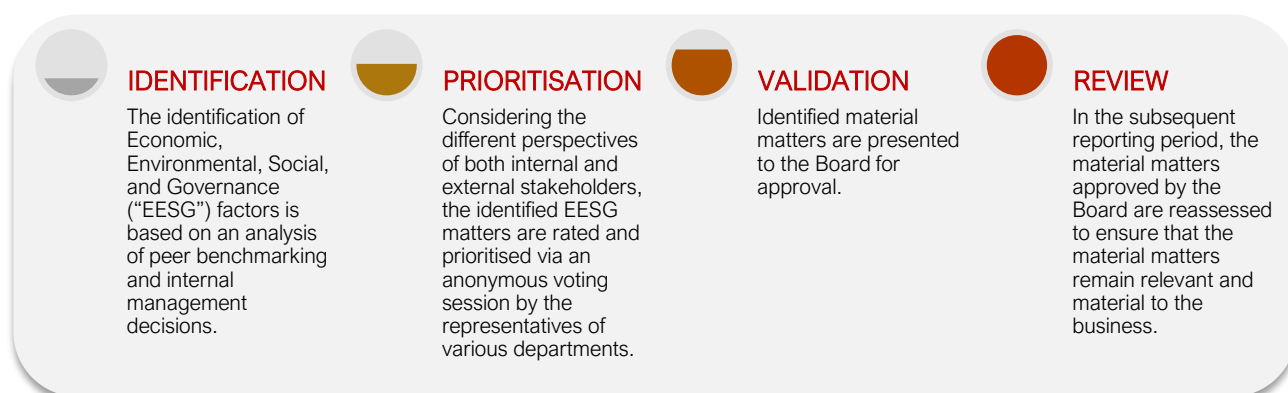 IDENTIFICATION
The identification of
Economic,
Environmental, Social,
and Governance
(“EESG”) factors is
based on an analysis
of peer benchmarking
and internal
management
decisions.
PRIORITISATION
Considering the
different perspectives
of both internal and
external stakeholders,
the identified EESG
matters are rated and
prioritised via an
anonymous voting
session by the
representatives of
various departments.
VALIDATION
Identified material
matters are presented
to the Board for
approval.
REVIEW
In the subsequent
reporting period, the
material matters
approved by the
Board are reassessed
to ensure that the
material matters
remain relevant and
material to the
business.